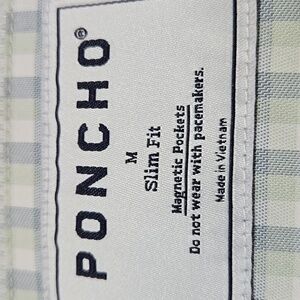 PONCHO®
M
Slim Fit
Magnetic Pockets
Do not wear with pacemakers.
Made in Vietnam